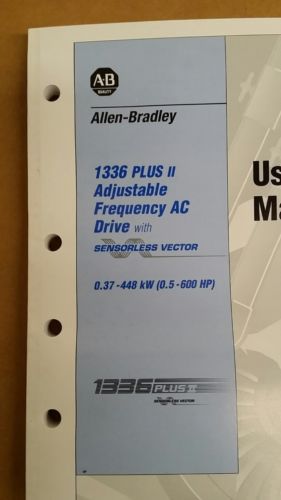 A-B
QUALITY
Allen-Bradley
1336 PLUS II
Adjustable
Frequency AC
Drive with
SENSORLESS VECTOR
0.37-448 kW (0.5-600 HP)
1336 PLUS II
SENSORLESS VECTOR
Us
Ma